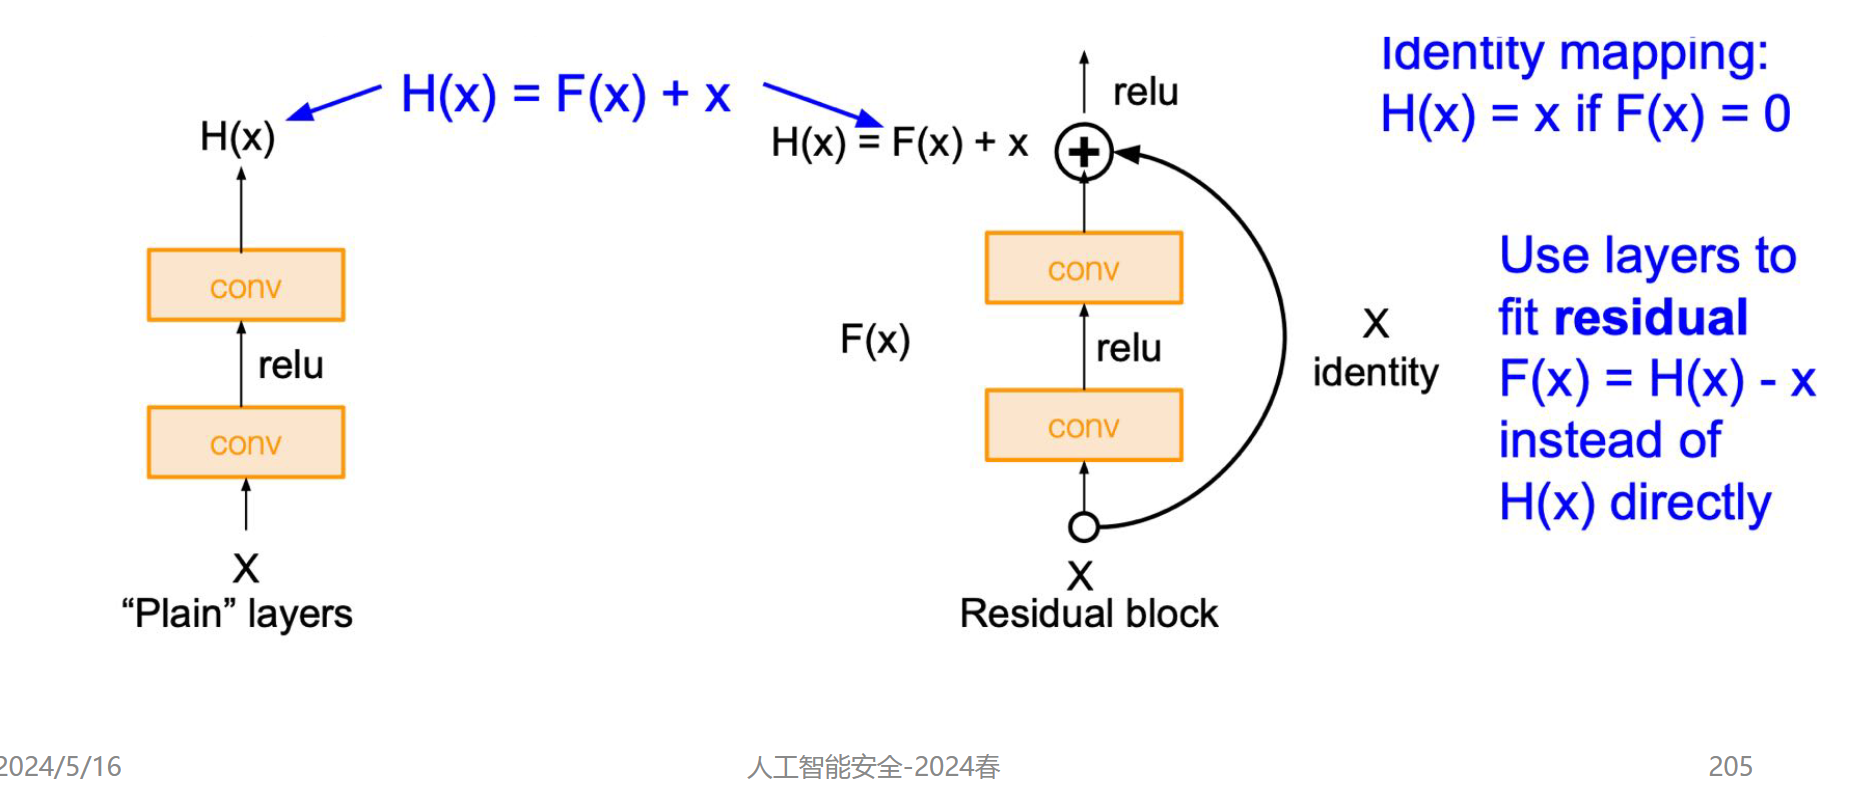 H(x) = F(x) + x
H(x)
conv
relu
conv
X
“Plain” layers
relu
H(x) = F(x) + x
+
conv
F(x)
relu
conv
X
identity
X
Residual block
Identity mapping:
H(x) = x if F(x) = 0
Use layers to
fit residual
F(x) = H(x) - x
instead of
H(x) directly
2024/5/16
人工智能安全-2024春
205